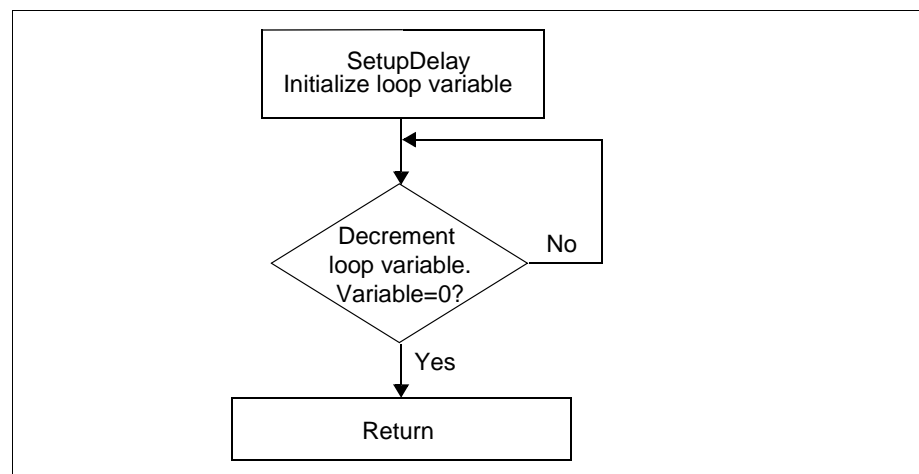 SetupDelay
Initialize loop variable
Decrement
loop variable.
Variable=0?
No
Yes
Return